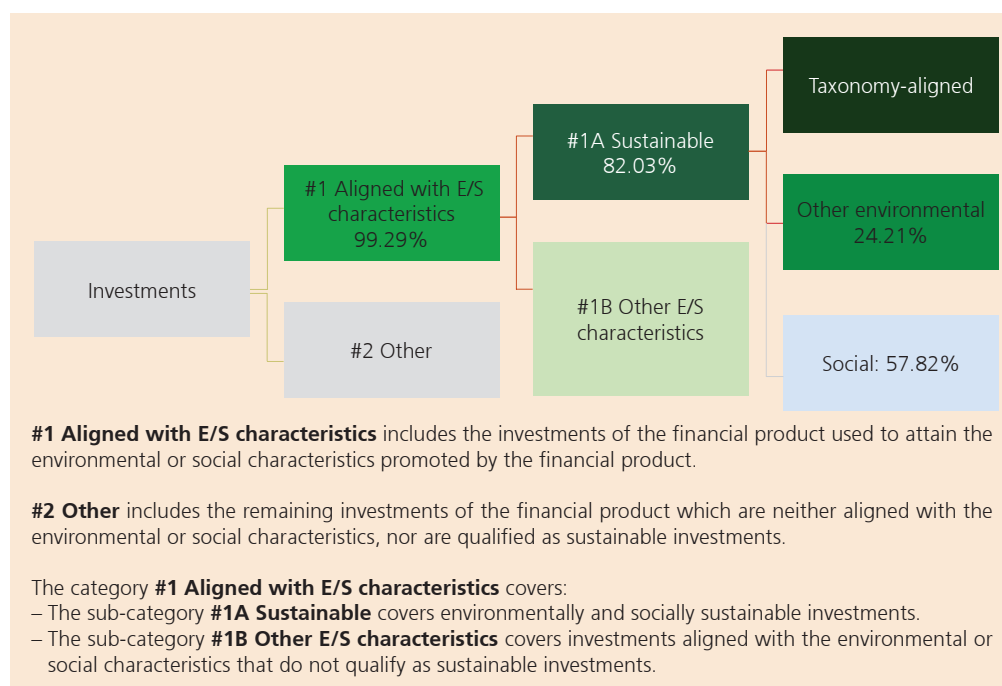 Investments
#1 Aligned with E/S
characteristics
99.29%
#2 Other
#1A Sustainable
82.03%
#1B Other E/S
characteristics
Taxonomy-aligned
Other environmental
24.21%
Social: 57.82%
#1 Aligned with E/S characteristics includes the investments of the financial product used to attain the
environmental or social characteristics promoted by the financial product.
#2 Other includes the remaining investments of the financial product which are neither aligned with the
environmental or social characteristics, nor are qualified as sustainable investments.
The category #1 Aligned with E/S characteristics covers:
– The sub-category #1A Sustainable covers environmentally and socially sustainable investments.
– The sub-category #1B Other E/S characteristics covers investments aligned with the environmental or
social characteristics that do not qualify as sustainable investments.